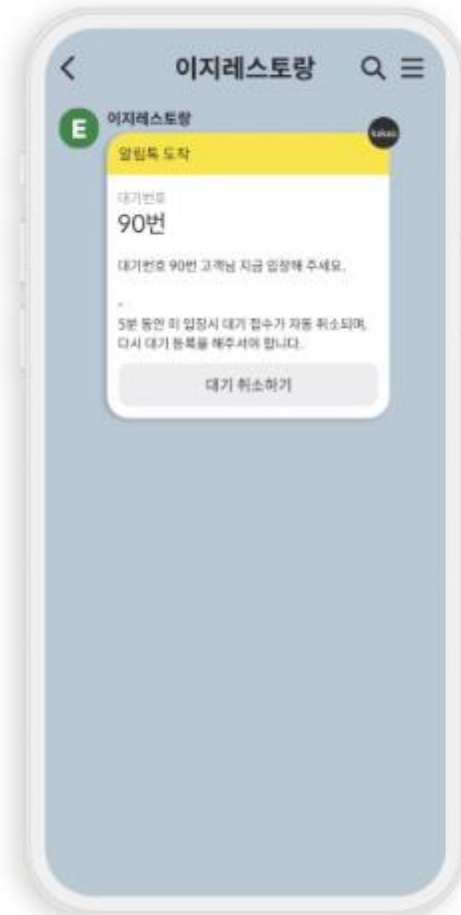 이지레스토랑
E
이지레스토랑
kakao
알림톡 도착
대기번호
90번
대기번호 90번 고객님 지금 입장해 주세요.
-
5분 동안 미 입장시 대기 접수가 자동 취소되며,
다시 대기 등록을 해주셔야 합니다.
대기 취소하기